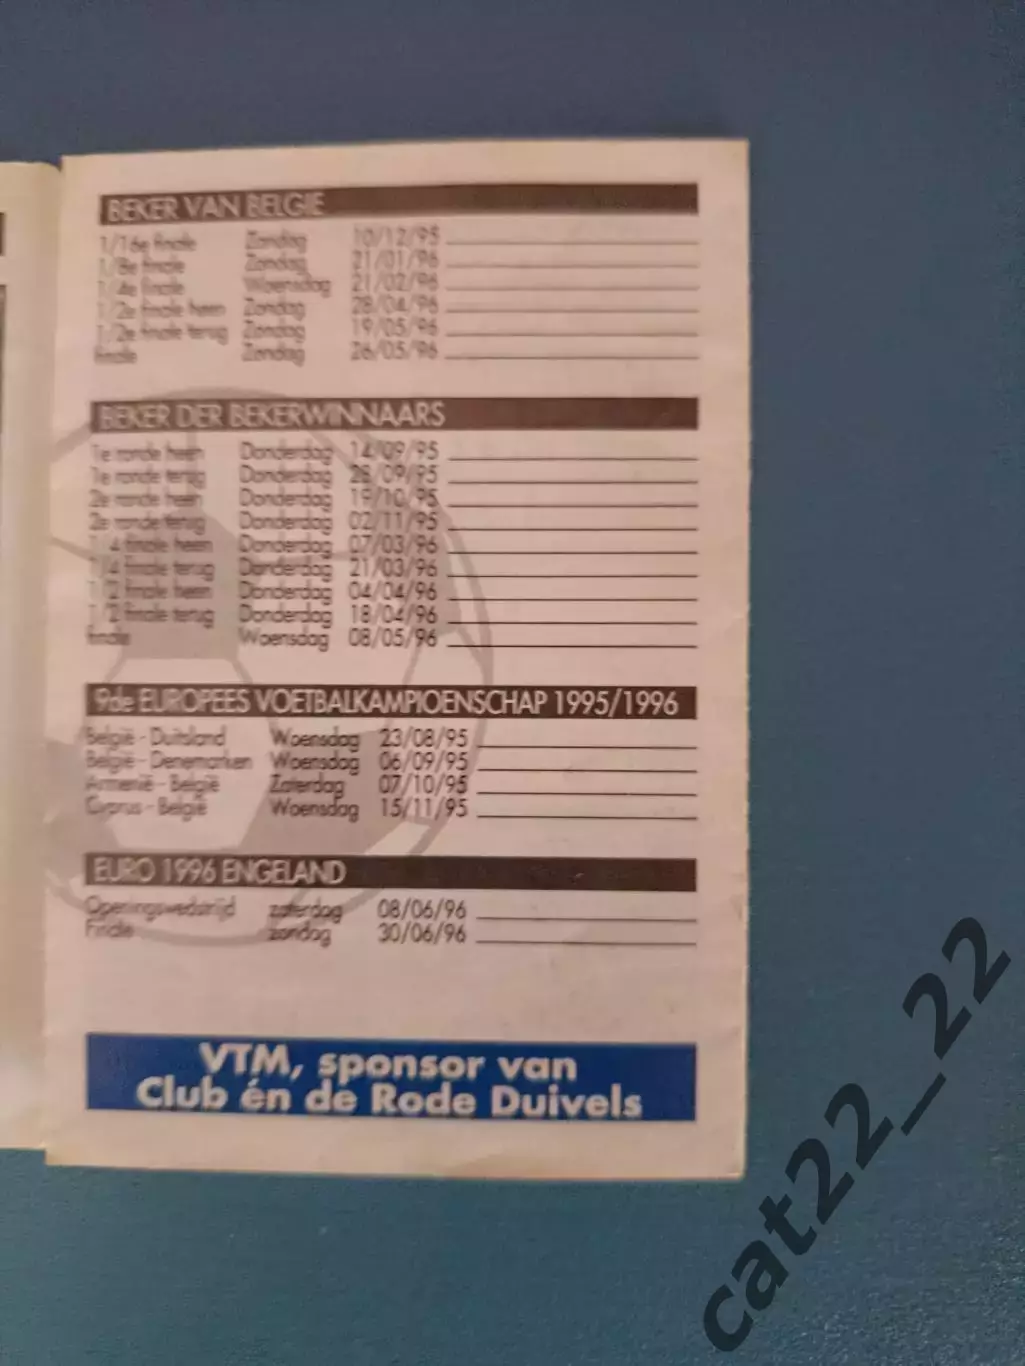 BEKER VAN BELGIE
1/16e finale Zondag 10/12/95
1/8e finale Zondag 21/01/96
1/4e finale Woensdag 21/02/96
1/2e finale heen Zondag 28/04/96
1/2e finale terug Zondag 19/05/96
finale Zondag 26/05/96
BEKER DER BEKERWINNAARS
1e ronde heen Donderdag 14/09/95
1e ronde terug Donderdag 28/09/95
2e ronde heen Donderdag 19/10/95
2e ronde terug Donderdag 02/11/95
1/4 finale heen Donderdag 07/03/96
1/4 finale terug Donderdag 21/03/96
1/2 finale heen Donderdag 04/04/96
1/2 finale terug Donderdag 18/04/96
finale Woensdag 08/05/96
9de EUROPEES VOETBALKAMPIOENSCHAP 1995/1996
België - Duitsland Woensdag 23/08/95
België - Denemarken Woensdag 06/09/95
Armenië - België Zaterdag 07/10/95
Cyprus - België Woensdag 15/11/95
EURO 1996 ENGELAND
Openingswedstrijd zaterdag 08/06/96
Finale zondag 30/06/96
VTM, sponsor van
Club én de Rode Duivels
cat22_22